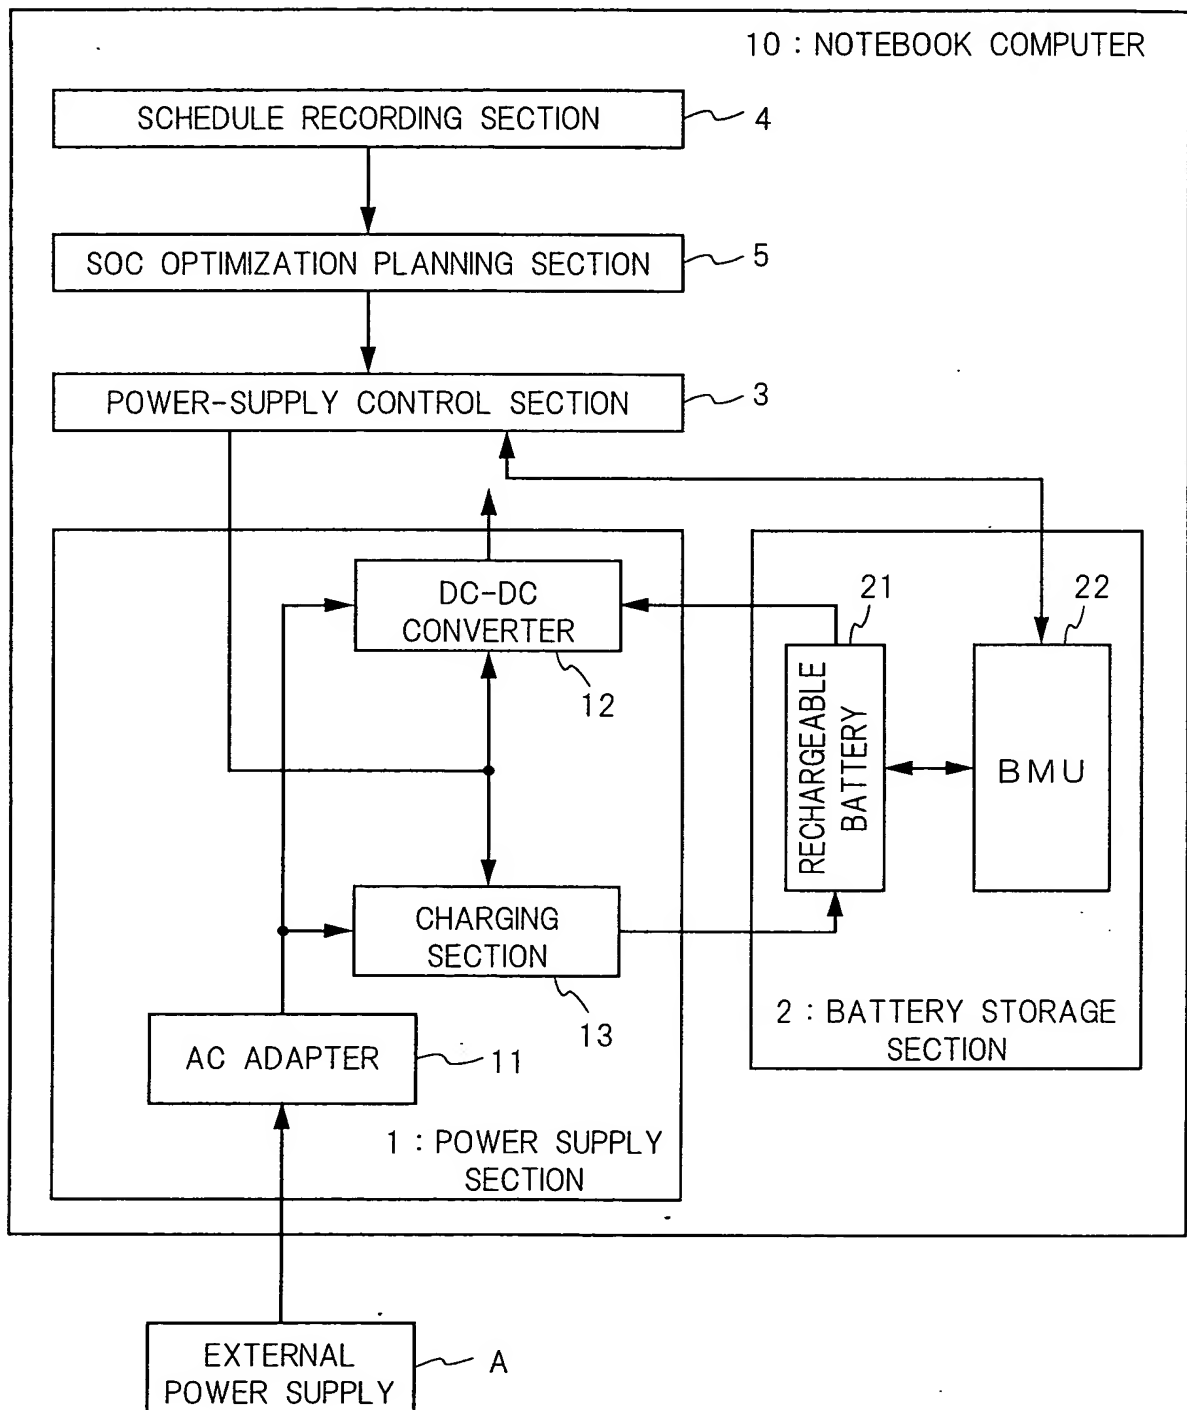 10 : NOTEBOOK COMPUTER
SCHEDULE RECORDING SECTION
4
SOC OPTIMIZATION PLANNING SECTION
5
POWER-SUPPLY CONTROL SECTION
3
DC-DC
CONVERTER
12
21
22
RECHARGEABLE
BATTERY
BMU
CHARGING
SECTION
13
2 : BATTERY STORAGE
SECTION
AC ADAPTER
11
1 : POWER SUPPLY
SECTION
EXTERNAL
POWER SUPPLY
A